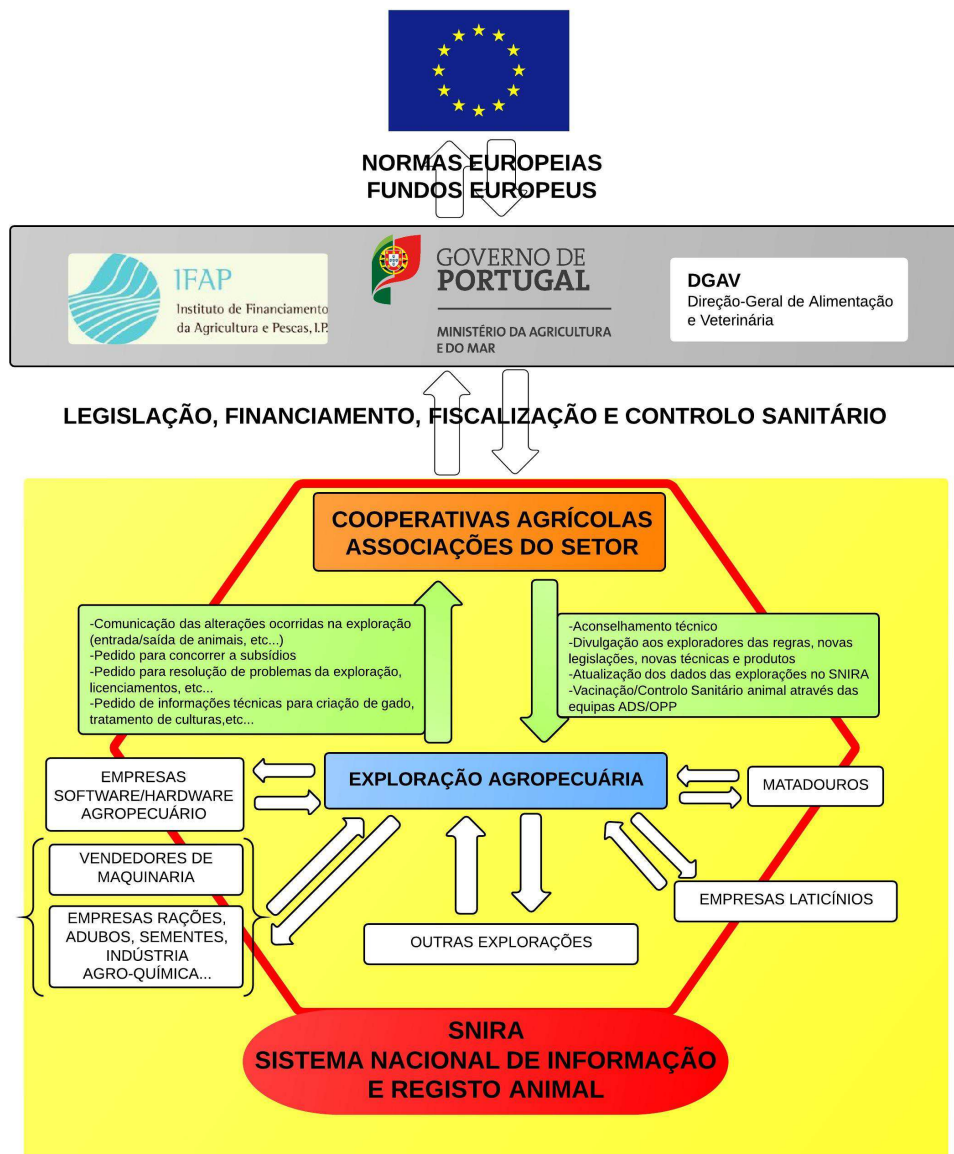 NORMAS EUROPEIAS
FUNDOS EUROPEUS
IFAP
Instituto de Financiamento
da Agricultura e Pescas, I.P.
GOVERNO DE
PORTUGAL
MINISTÉRIO DA AGRICULTURA
E DO MAR
DGAV
Direção-Geral de Alimentação
e Veterinária
LEGISLAÇÃO, FINANCIAMENTO, FISCALIZAÇÃO E CONTROLO SANITÁRIO
COOPERATIVAS AGRÍCOLAS
ASSOCIAÇÕES DO SETOR
-Comunicação das alterações ocorridas na exploração
(entrada/saída de animais, etc...)
-Pedido para concorrer a subsídios
-Pedido para resolução de problemas da exploração,
licenciamentos, etc...
-Pedido de informações técnicas para criação de gado,
tratamento de culturas,etc...
-Aconselhamento técnico
-Divulgação aos exploradores das regras, novas
legislações, novas técnicas e produtos
-Atualização dos dados das explorações no SNIRA
-Vacinação/Controlo Sanitário animal através das
equipas ADS/OPP
EMPRESAS
SOFTWARE/HARDWARE
AGROPECUÁRIO
EXPLORAÇÃO AGROPECUÁRIA
MATADOUROS
VENDEDORES DE
MAQUINARIA
EMPRESAS RAÇÕES,
ADUBOS, SEMENTES,
INDÚSTRIA
AGRO-QUÍMICA...
OUTRAS EXPLORAÇÕES
EMPRESAS LATICÍNIOS
SNIRA
SISTEMA NACIONAL DE INFORMAÇÃO
E REGISTO ANIMAL